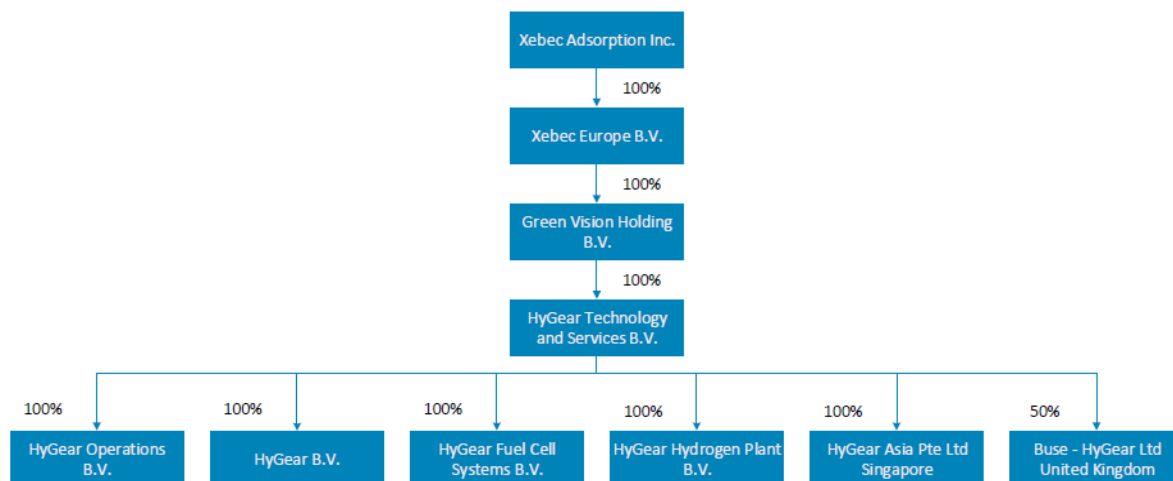 Xebec Adsorption Inc.
100%
Xebec Europe B.V.
100%
Green Vision Holding
B.V.
100%
HyGear Technology
and Services B.V.
100%
100%
100%
100%
100%
50%
HyGear Operations
B.V.
HyGear B.V.
HyGear Fuel Cell
Systems B.V.
HyGear Hydrogen Plant
B.V.
HyGear Asia Pte Ltd
Singapore
Buse - HyGear Ltd
United Kingdom